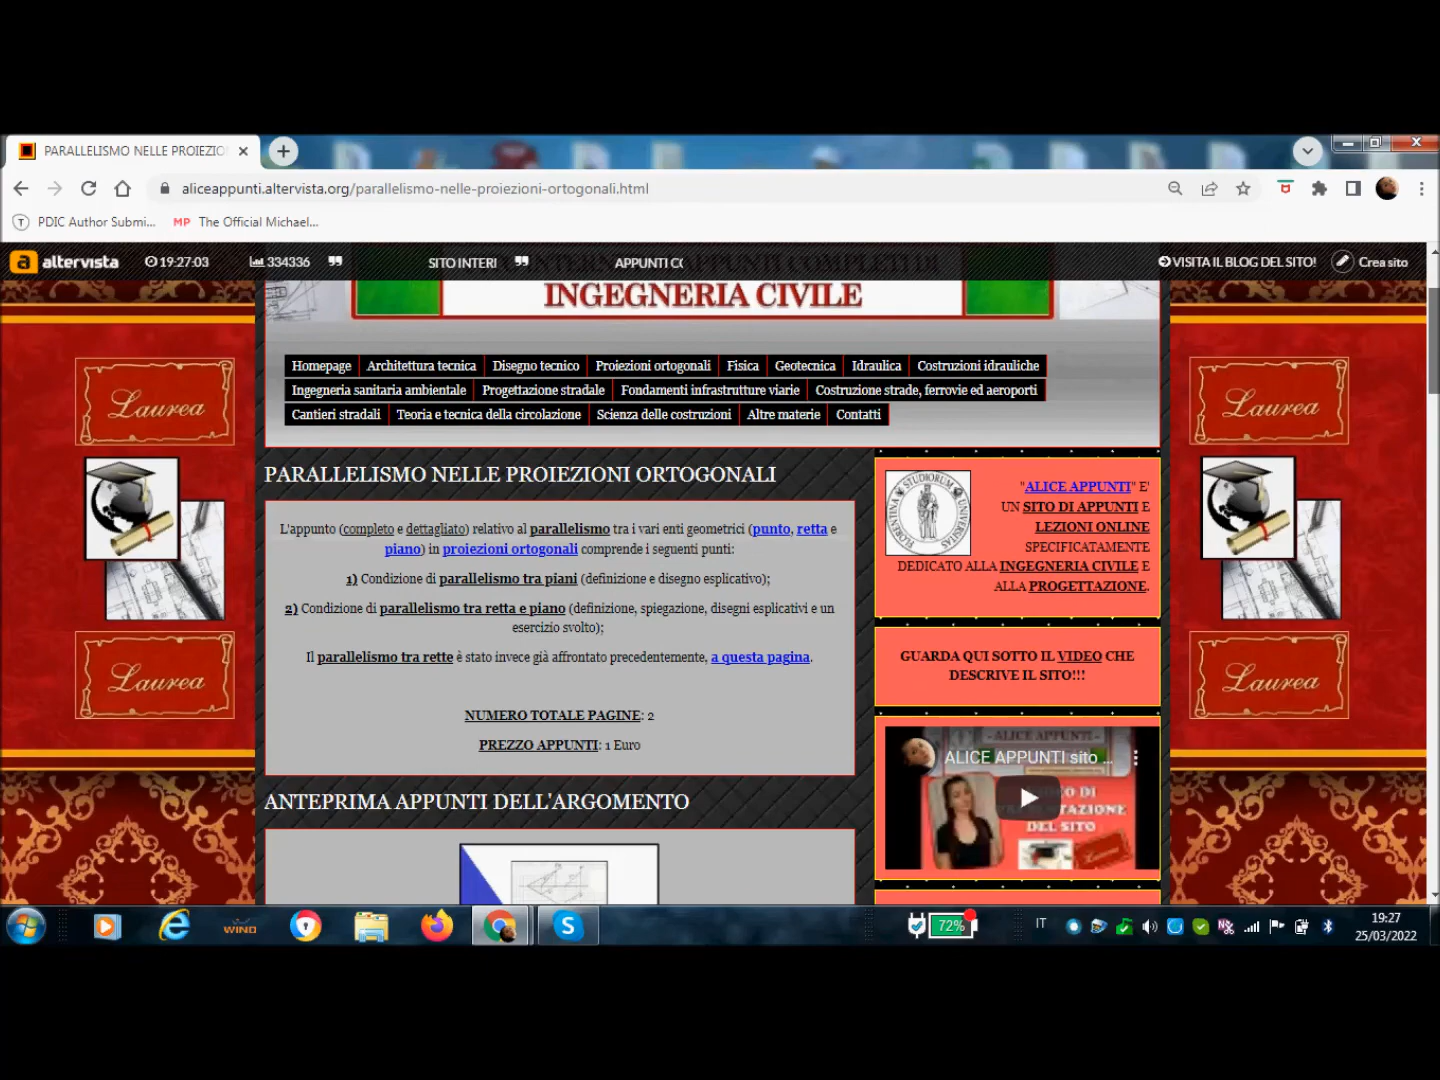 PARALLELISMO NELLE PROIEZIO
aliceappunti.altervista.org/parallelismo-nelle-proiezioni-ortogonali.html
PDIC Author Submi...
MP The Official Michael...
altervista 19:27:03 334336 SITO INTERI APPUNTI VISITA IL BLOG DEL SITO! Crea sito
INGEGNERIA CIVILE
Homepage Architettura tecnica Disegno tecnico Proiezioni ortogonali Fisica Geotecnica Idraulica Costruzioni idrauliche
Ingegneria sanitaria ambientale Progettazione stradale Fondamenti infrastrutture viarie Costruzione strade, ferrovie ed aeroporti
Cantieri stradali Teoria e tecnica della circolazione Scienza delle costruzioni Altre materie Contatti
PARALLELISMO NELLE PROIEZIONI ORTOGONALI
L'appunto (completo e dettagliato) relativo al parallelismo tra i vari enti geometrici (punto, retta e
piano) in proiezioni ortogonali comprende i seguenti punti:
1) Condizione di parallelismo tra piani (definizione e disegno esplicativo);
2) Condizione di parallelismo tra retta e piano (definizione, spiegazione, disegni esplicativi e un
esercizio svolto);
Il parallelismo tra rette è stato invece già affrontato precedentemente, a questa pagina.
NUMERO TOTALE PAGINE: 2
PREZZO APPUNTI: 1 Euro
ANTEPRIMA APPUNTI DELL'ARGOMENTO
FLORENTINA STUDIORUM UNIVERSITAS
"ALICE APPUNTI" E'
UN SITO DI APPUNTI E
LEZIONI ONLINE
SPECIFICATAMENTE
DEDICATO ALLA INGEGNERIA CIVILE E
ALLA PROGETTAZIONE.
GUARDA QUI SOTTO IL VIDEO CHE
DESCRIVE IL SITO!!!
- ALICE APPUNTI -
ALICE APPUNTI sito ...
DEL SITO
Laurea
Laurea
Laurea
Laurea
WIND
72%
IT
19:27
25/03/2022